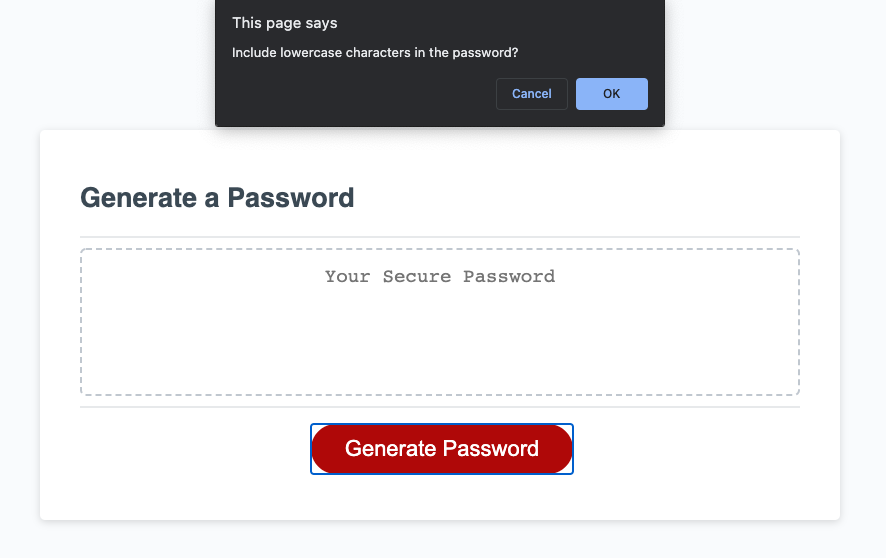 This page says
Include lowercase characters in the password?
Cancel
OK
Generate a Password
Your Secure Password
Generate Password